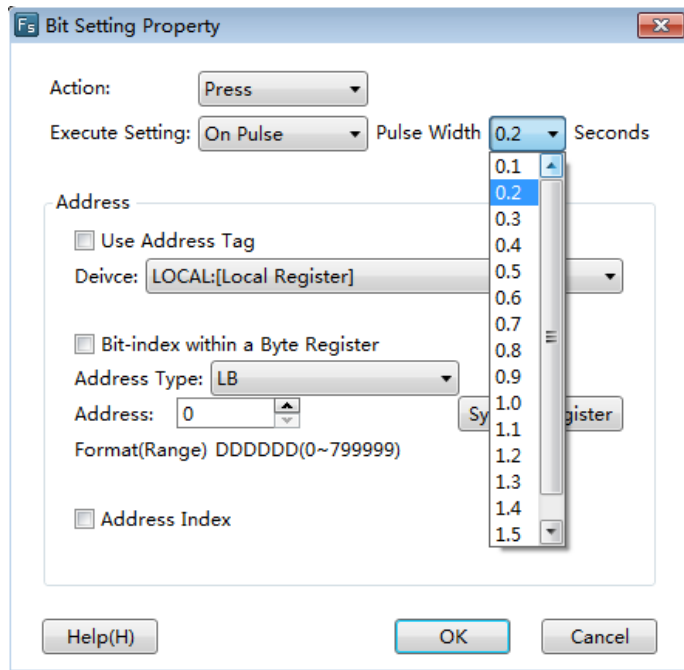 Fs Bit Setting Property
Action: Press
Execute Setting: On Pulse Pulse Width 0.2 Seconds
0.1
0.2
0.3
0.4
0.5
0.6
0.7
0.8
0.9
1.0
1.1
1.2
1.3
1.4
1.5
Address
Use Address Tag
Deivce: LOCAL:[Local Register]
Bit-index within a Byte Register
Address Type: LB
Address: 0
Format(Range) DDDDDD(0~799999)
Address Index
Help(H) OK Cancel